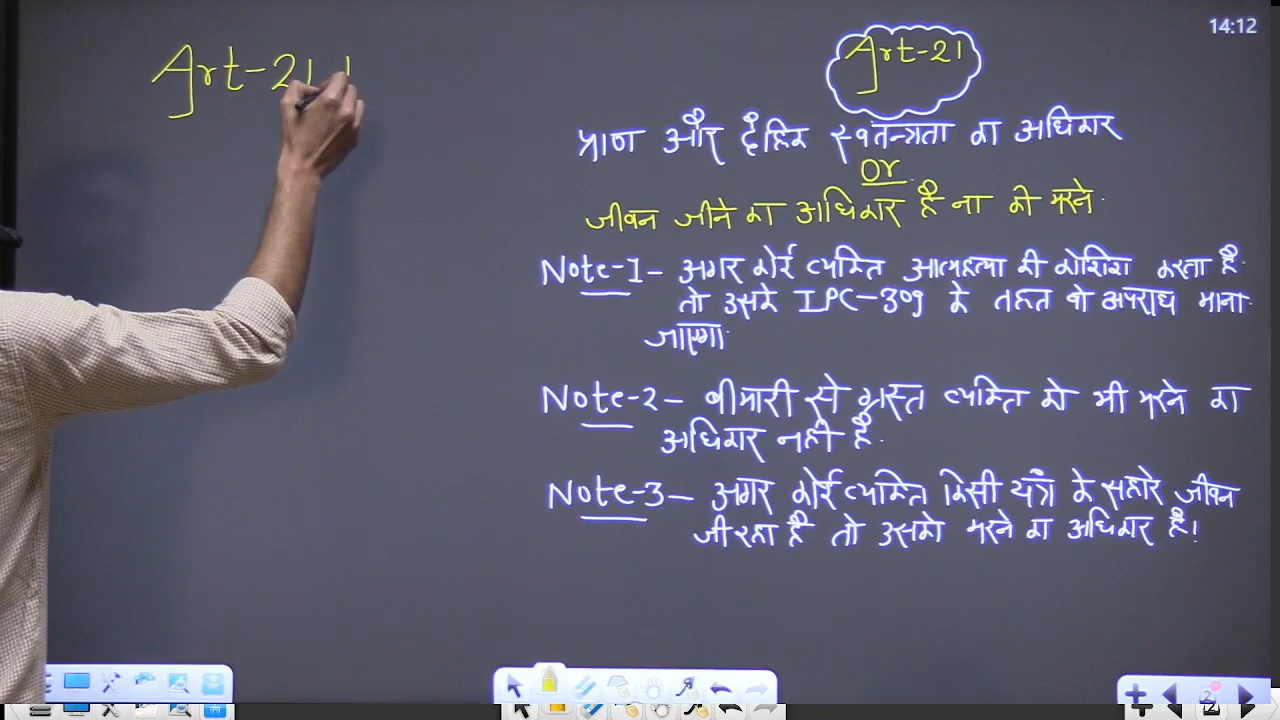 14:12
Art-21
Art-21
प्राण और दैहिक स्वतन्त्रता का अधिकार
Or
जीवन जीने का अधिकार है ना की मरने
Note-1- अगर कोई व्यक्ति आत्महत्या की कोशिश करता है
तो उसके IPC-309 के तहत वो अपराध माना
जाएगा
Note-2- बीमारी से ग्रस्त व्यक्ति को भी मरने का
अधिकार नही है.
Note-3- अगर कोई व्यक्ति किसी यंत्र के सहारे जीवन
जी रहा है तो उसको मरने का अधिकार है!